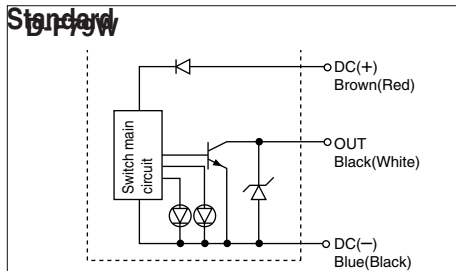 Standard
D-F79W
DC(+)
Brown(Red)
OUT
Black(White)
Switch main
circuit
DC(−)
Blue(Black)